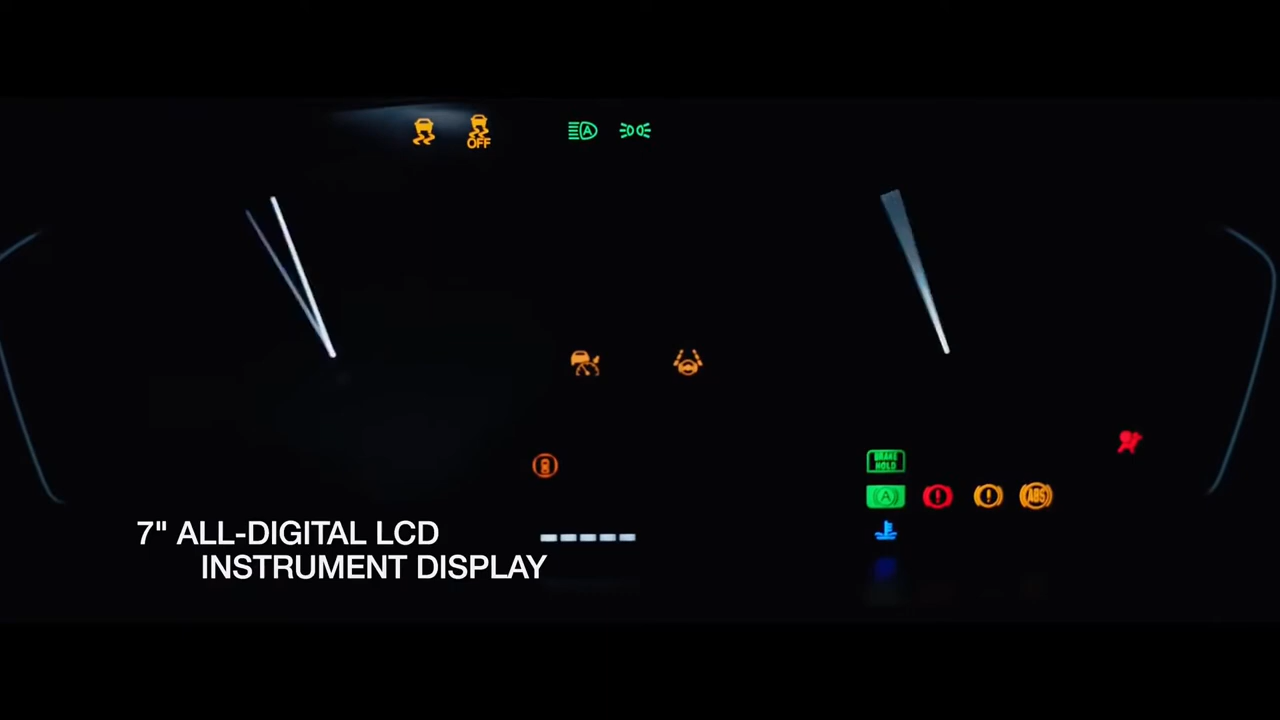 OFF
A
BRAKE
HOLD
A
!
!
ABS
7" ALL-DIGITAL LCD
INSTRUMENT DISPLAY